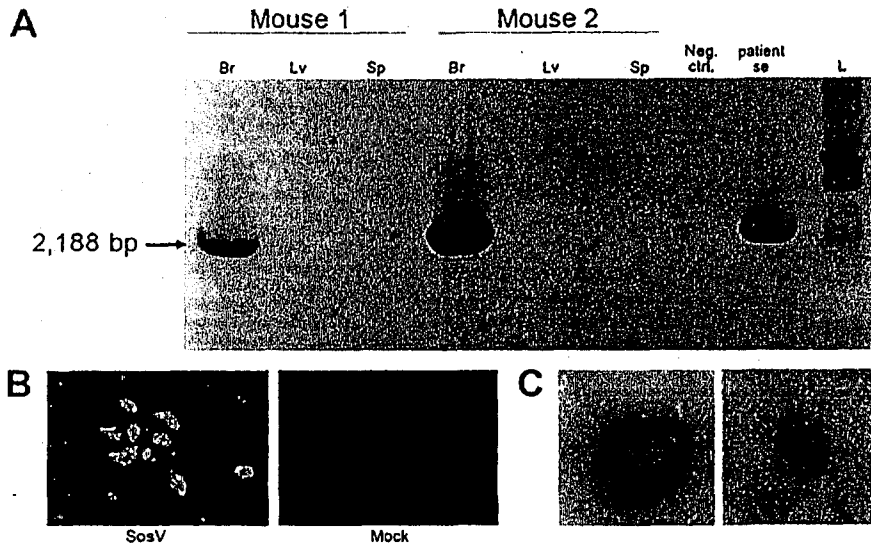 A
Mouse 1
Mouse 2
Br
Lv
Sp
Br
Lv
Sp
Neg.
ctrl.
patient
se
L
2,188 bp
B
C
SosV
Mock